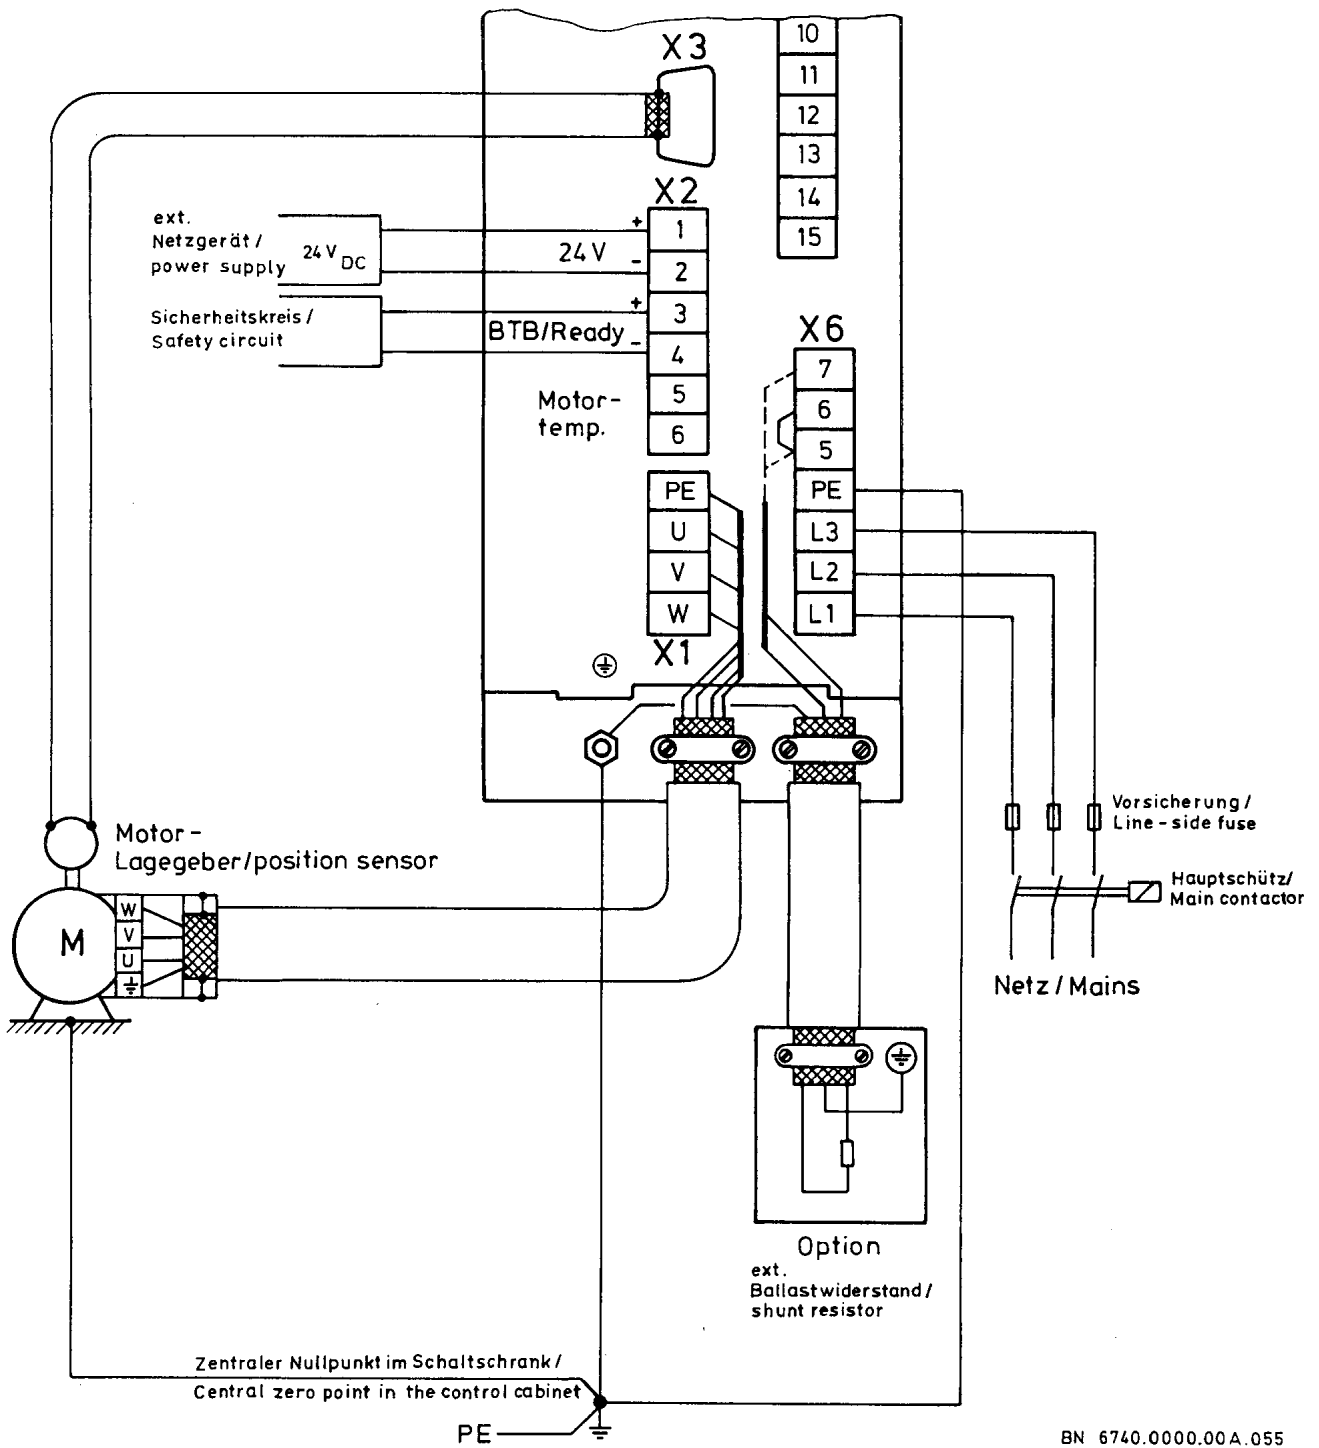 X3
10
11
12
13
14
15
X2
ext.
Netzgerät/
power supply
24V DC
+
24V
-
1
2
Sicherheitskreis/
Safety circuit
+
BTB/Ready
-
3
4
Motor-
temp.
5
6
X6
7
6
5
PE
L3
L2
L1
PE
U
V
W
X1
Vorsicherung/
Line-side fuse
Hauptschütz/
Main contactor
Netz/Mains
Motor-
Lagegeber/position sensor
M
W
V
U
Option
ext.
Ballastwiderstand/
shunt resistor
Zentraler Nullpunkt im Schaltschrank/
Central zero point in the control cabinet
PE
BN 6740.0000.00A.055